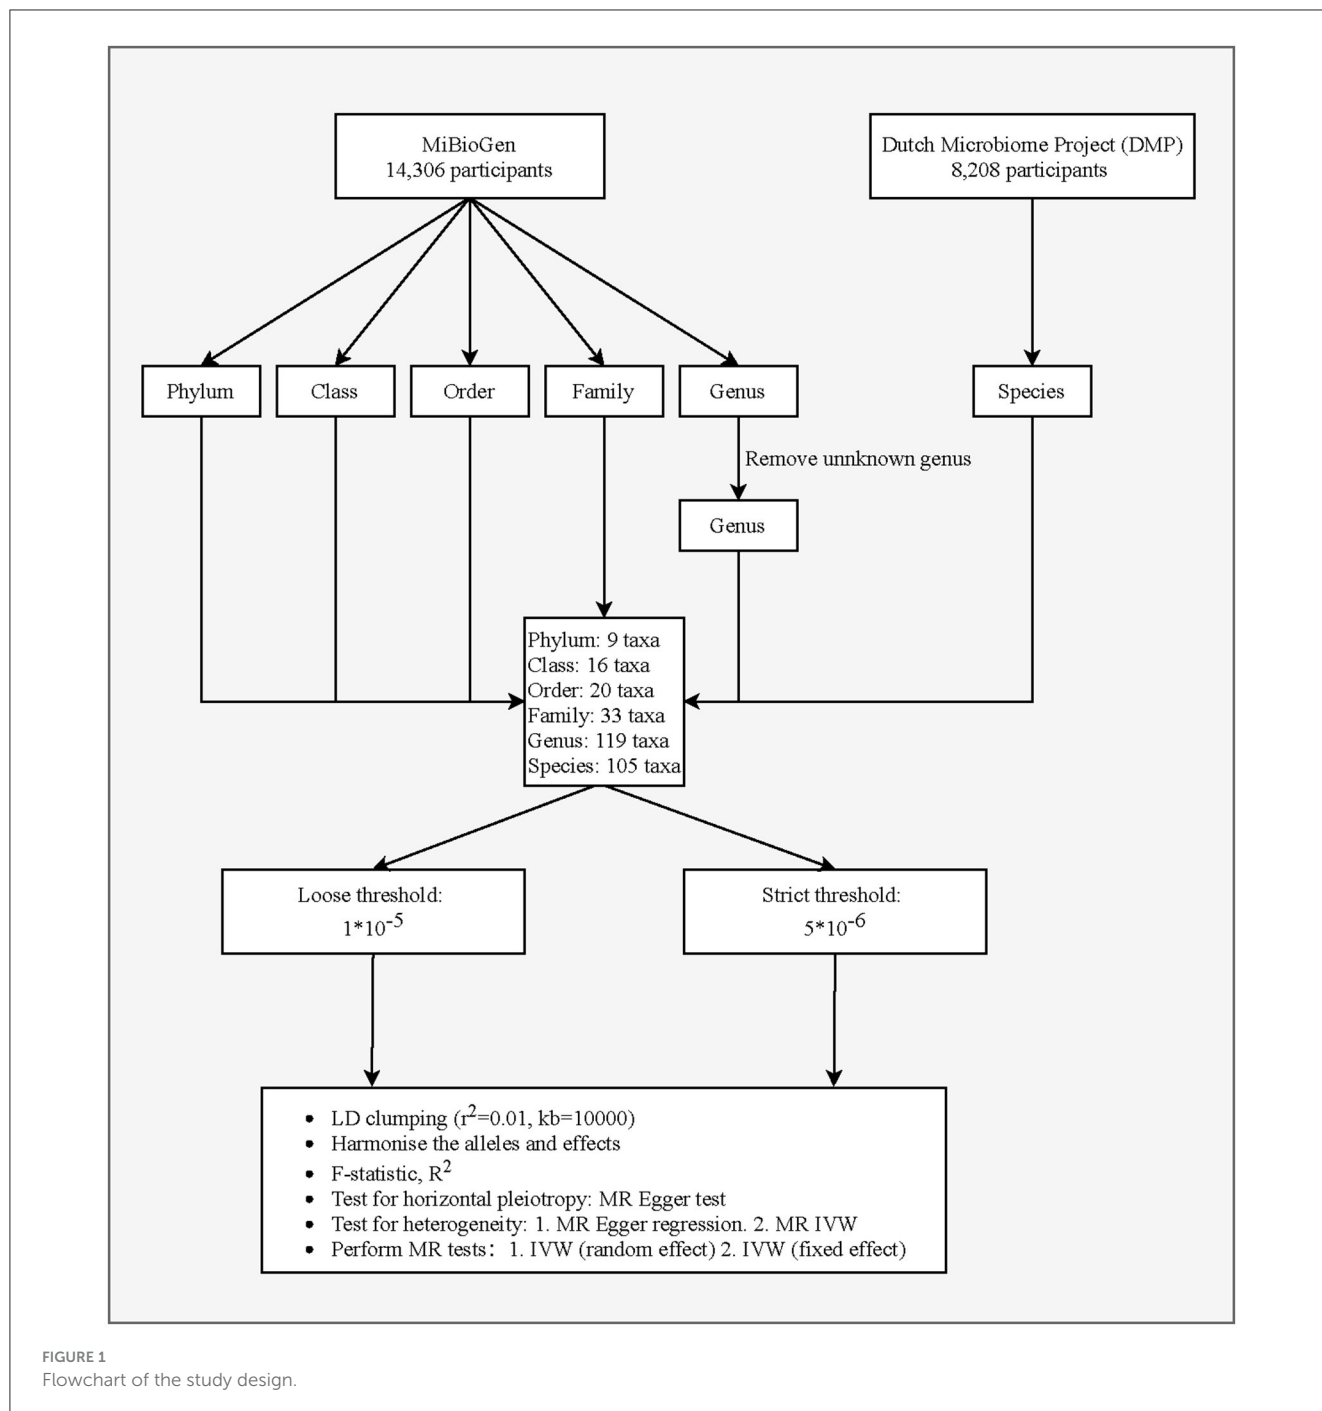 MiBioGen
14,306 participants
Dutch Microbiome Project (DMP)
8,208 participants
Phylum
Class
Order
Family
Genus
Species
Remove unnknown genus
Genus
Phylum: 9 taxa
Class: 16 taxa
Order: 20 taxa
Family: 33 taxa
Genus: 119 taxa
Species: 105 taxa
Loose threshold:
1*10^-5
Strict threshold:
5*10^-6
• LD clumping (r^2=0.01, kb=10000)
• Harmonise the alleles and effects
• F-statistic, R^2
• Test for horizontal pleiotropy: MR Egger test
• Test for heterogeneity: 1. MR Egger regression. 2. MR IVW
• Perform MR tests： 1. IVW (random effect) 2. IVW (fixed effect)
FIGURE 1
Flowchart of the study design.